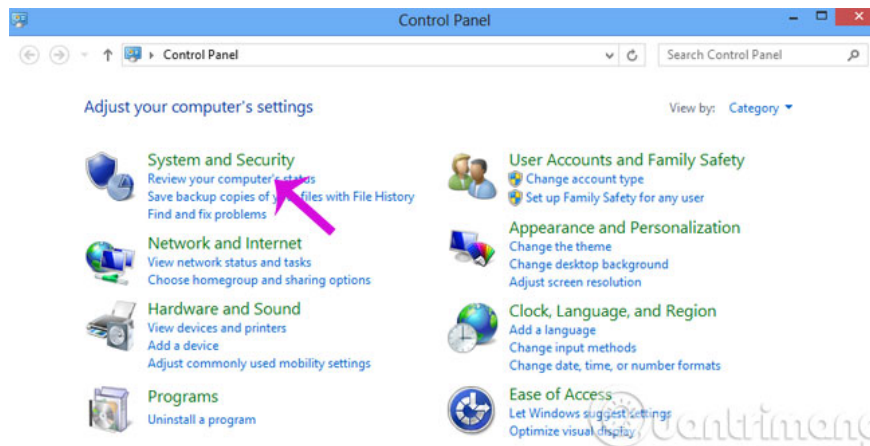 Control Panel
Control Panel
Search Control Panel
Adjust your computer's settings
View by: Category
System and Security
Review your computer's status
Save backup copies of your files with File History
Find and fix problems
Network and Internet
View network status and tasks
Choose homegroup and sharing options
Hardware and Sound
View devices and printers
Add a device
Adjust commonly used mobility settings
Programs
Uninstall a program
User Accounts and Family Safety
Change account type
Set up Family Safety for any user
Appearance and Personalization
Change the theme
Change desktop background
Adjust screen resolution
Clock, Language, and Region
Add a language
Change input methods
Change date, time, or number formats
Ease of Access
Let Windows suggest settings
Optimize visual display
Quantrimang